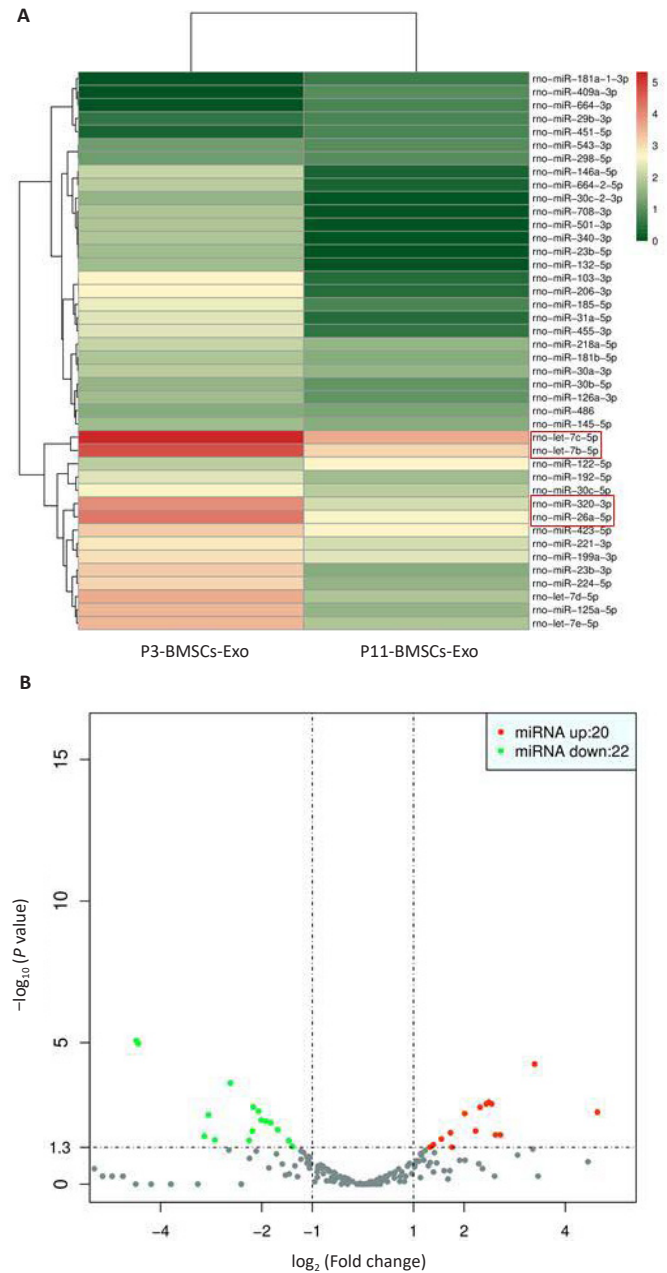 A
rno-miR-181a-1-3p
rno-miR-409a-3p
rno-miR-664-3p
rno-miR-29b-3p
rno-miR-451-5p
rno-miR-543-3p
rno-miR-298-5p
rno-miR-146a-5p
rno-miR-664-2-5p
rno-miR-30c-2-3p
rno-miR-708-3p
rno-miR-501-3p
rno-miR-340-3p
rno-miR-23b-5p
rno-miR-132-5p
rno-miR-103-3p
rno-miR-206-3p
rno-miR-185-5p
rno-miR-31a-5p
rno-miR-455-3p
rno-miR-218a-5p
rno-miR-181b-5p
rno-miR-30a-3p
rno-miR-30b-5p
rno-miR-126a-3p
rno-miR-486
rno-miR-145-5p
rno-let-7c-5p
rno-let-7b-5p
rno-miR-122-5p
rno-miR-192-5p
rno-miR-30c-5p
rno-miR-320-3p
rno-miR-26a-5p
rno-miR-423-5p
rno-miR-221-3p
rno-miR-199a-3p
rno-miR-23b-3p
rno-miR-224-5p
rno-let-7d-5p
rno-miR-125a-5p
rno-let-7e-5p
5
4
3
2
1
0
P3-BMSCs-Exo P11-BMSCs-Exo
B
miRNA up:20
miRNA down:22
15
10
5
1.3
0
−log10 (P value)
−4 −2 −1 1 2 4
log2 (Fold change)